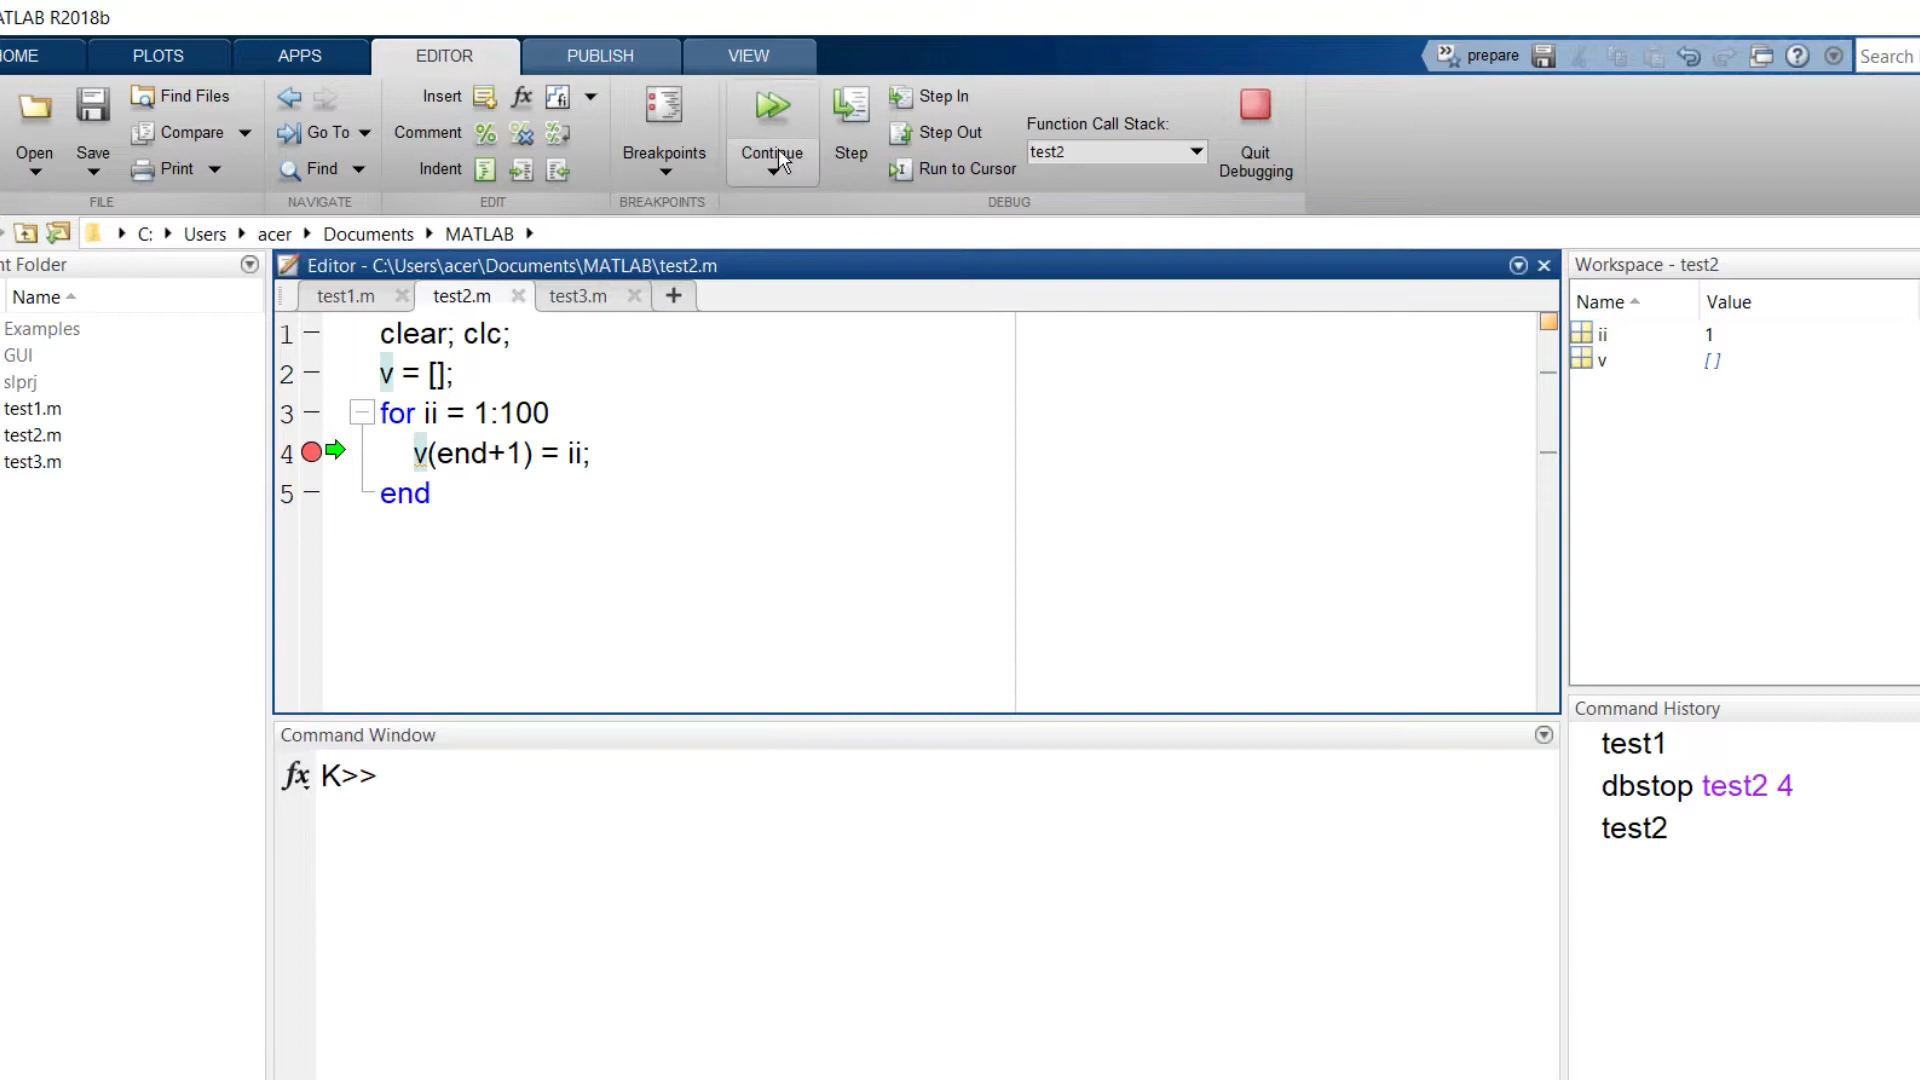 ATLAB R2018b
HOME PLOTS APPS EDITOR PUBLISH VIEW prepare Search
Find Files Insert fx Step In
Compare Go To Comment Step Out Function Call Stack:
Open Save Print Find Indent Breakpoints Continue Step Run to Cursor test2 Quit Debugging
FILE NAVIGATE EDIT BREAKPOINTS DEBUG
C: Users acer Documents MATLAB
nt Folder
Name
Examples
GUI
slprj
test1.m
test2.m
test3.m
Editor - C:\Users\acer\Documents\MATLAB\test2.m
test1.m test2.m test3.m +
1 clear; clc;
2 v = [];
3 for ii = 1:100
4 v(end+1) = ii;
5 end
Workspace - test2
Name Value
ii 1
v []
Command Window
fx K>>
Command History
test1
dbstop test2 4
test2